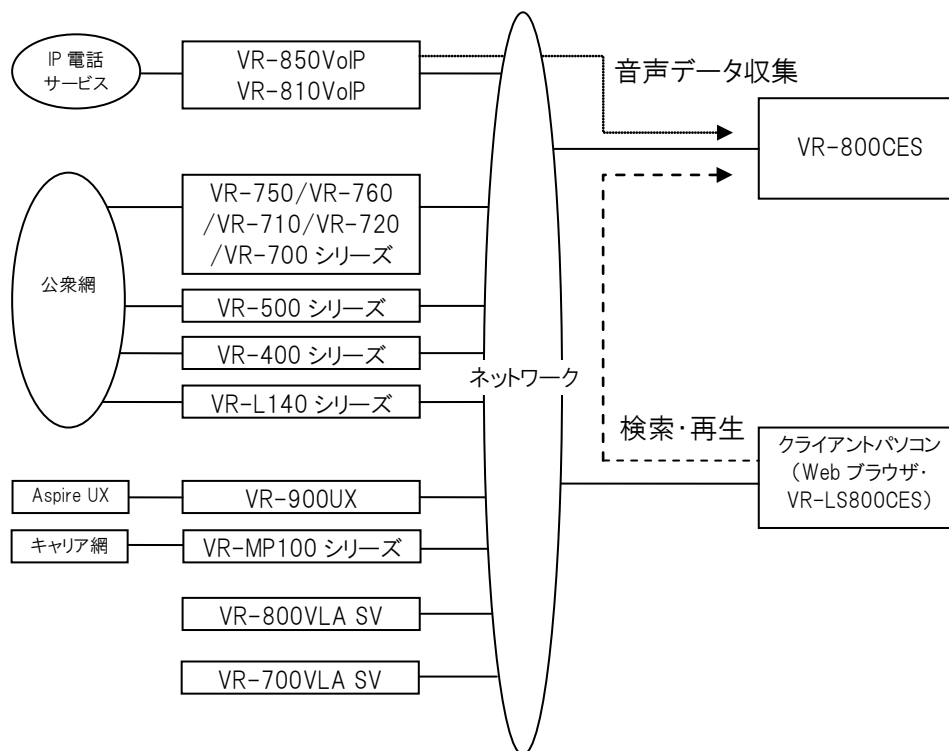 IP 電話
サービス
VR-850VoIP
VR-810VoIP
音声データ収集
VR-800CES
公衆網
VR-750/VR-760
/VR-710/VR-720
/VR-700 シリーズ
VR-500 シリーズ
VR-400 シリーズ
VR-L140 シリーズ
ネットワーク
検索・再生
クライアントパソコン
(Web ブラウザ・
VR-LS800CES)
Aspire UX
VR-900UX
キャリア網
VR-MP100 シリーズ
VR-800VLA SV
VR-700VLA SV